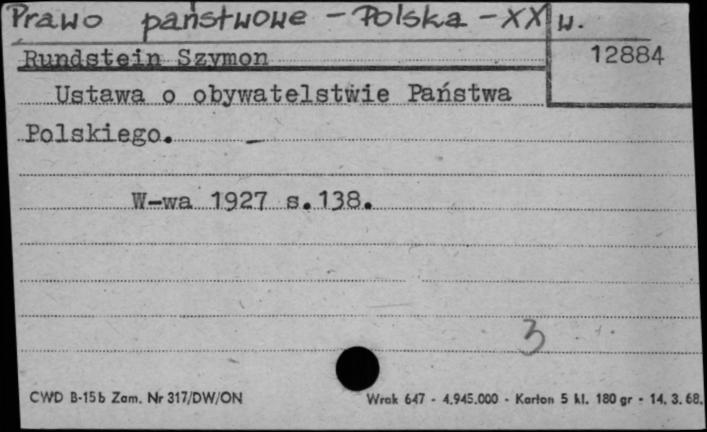 Prawo państwowe - Polska - XX w.
12884
Rundstein Szymon
Ustawa o obywatelstwie Państwa
Polskiego.
W-wa 1927 s.138.
3
CWD B-15b Zam. Nr 317/DW/ON
Wrak 647 - 4.945.000 - Karton 5 kl. 180 gr - 14. 3. 68.